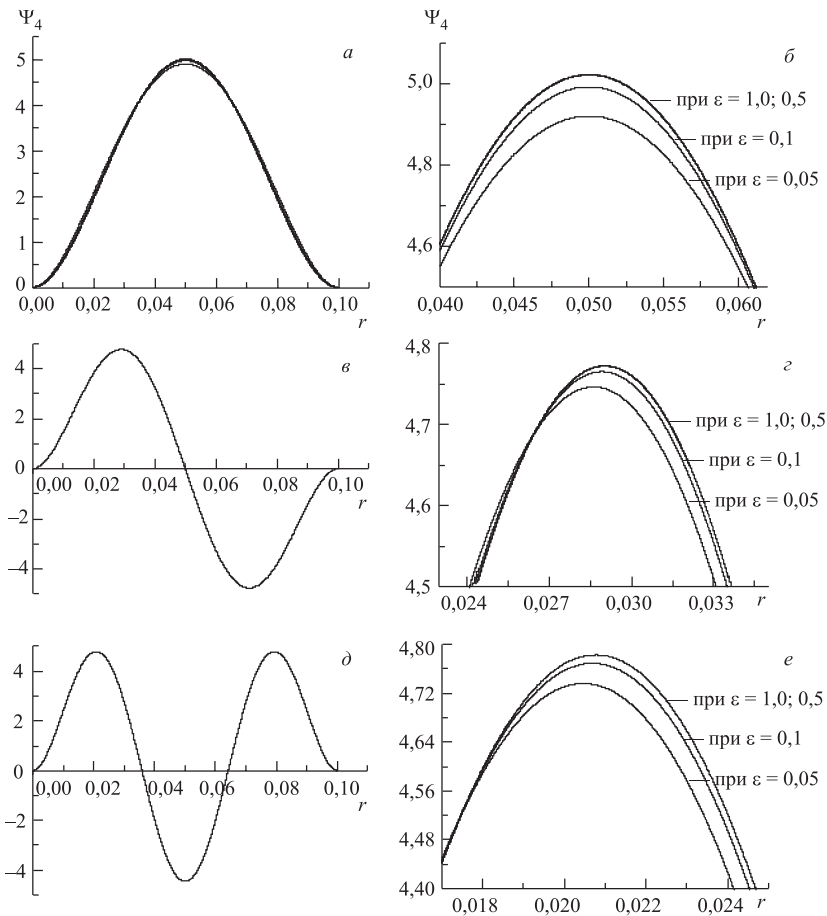 Ψ4
а
5
4
3
2
1
0
0,00 0,02 0,04 0,06 0,08 0,10
r
Ψ4
б
5,0
4,8
4,6
при ε = 1,0; 0,5
при ε = 0,1
при ε = 0,05
0,040 0,045 0,050 0,055 0,060
r
в
4
2
0
–2
–4
0,00 0,02 0,04 0,06 0,08 0,10
r
г
4,8
4,7
4,6
4,5
при ε = 1,0; 0,5
при ε = 0,1
при ε = 0,05
0,024 0,027 0,030 0,033 r
д
4
2
0
–2
–4
0,00 0,02 0,04 0,06 0,08 0,10
r
е
4,80
4,72
4,64
4,56
4,48
4,40
при ε = 1,0; 0,5
при ε = 0,1
при ε = 0,05
0,018 0,020 0,022 0,024 r